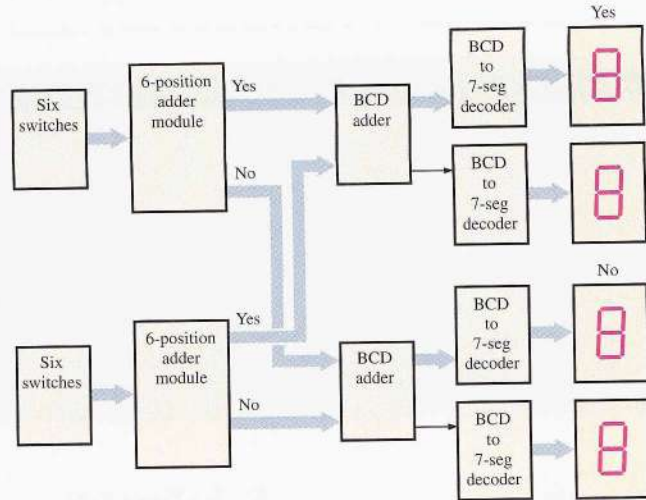 Yes
BCD
to
7-seg
decoder
6-position
adder
module
Yes
BCD
adder
Six
switches
No
BCD
to
7-seg
decoder
No
BCD
to
7-seg
decoder
6-position
adder
module
Yes
BCD
adder
Six
switches
No
BCD
to
7-seg
decoder